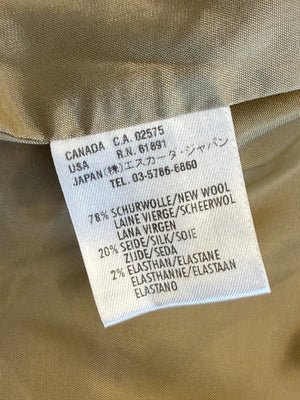 CANADA C.A. 02575
USA R.N. 61891
JAPAN(株)エスカーダ・ジャパン
TEL. 03-5786-6860
78% SCHURWOLLE/NEW WOOL
LAINE VIERGE/SCHEERWOL
LANA VIRGEN
20% SEIDE/SILK/SOIE
ZIJDE/SEDA
2% ELASTHAN/ELASTANE
ELASTHANNE/ELASTAAN
ELASTANO